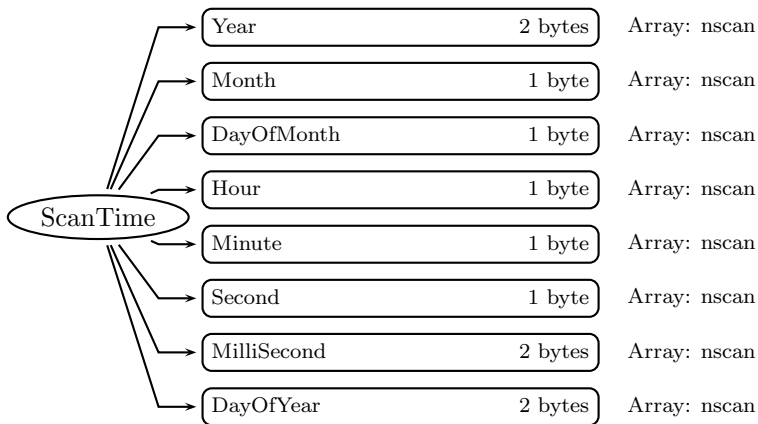 Year 2 bytes Array: nscan
Month 1 byte Array: nscan
DayOfMonth 1 byte Array: nscan
Hour 1 byte Array: nscan
ScanTime
Minute 1 byte Array: nscan
Second 1 byte Array: nscan
MilliSecond 2 bytes Array: nscan
DayOfYear 2 bytes Array: nscan